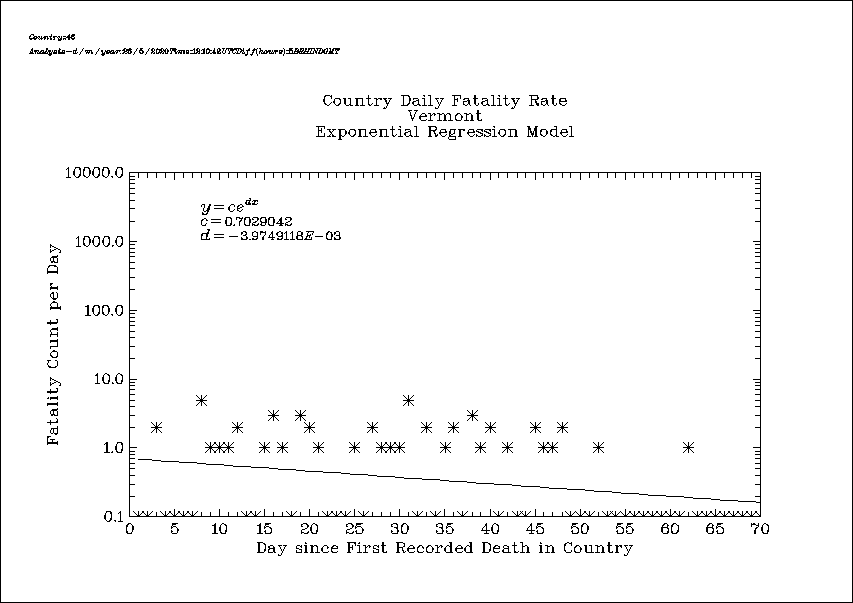 Country:46
Country Daily Fatality Rate
Vermont
Exponential Regression Model
10000.0
1000.0
100.0
10.0
1.0
0.1
y=ce^dx
c=0.7029042
d=−3.9749118E−03
Fatality Count per Day
0 5 10 15 20 25 30 35 40 45 50 55 60 65 70
Day since First Recorded Death in Country